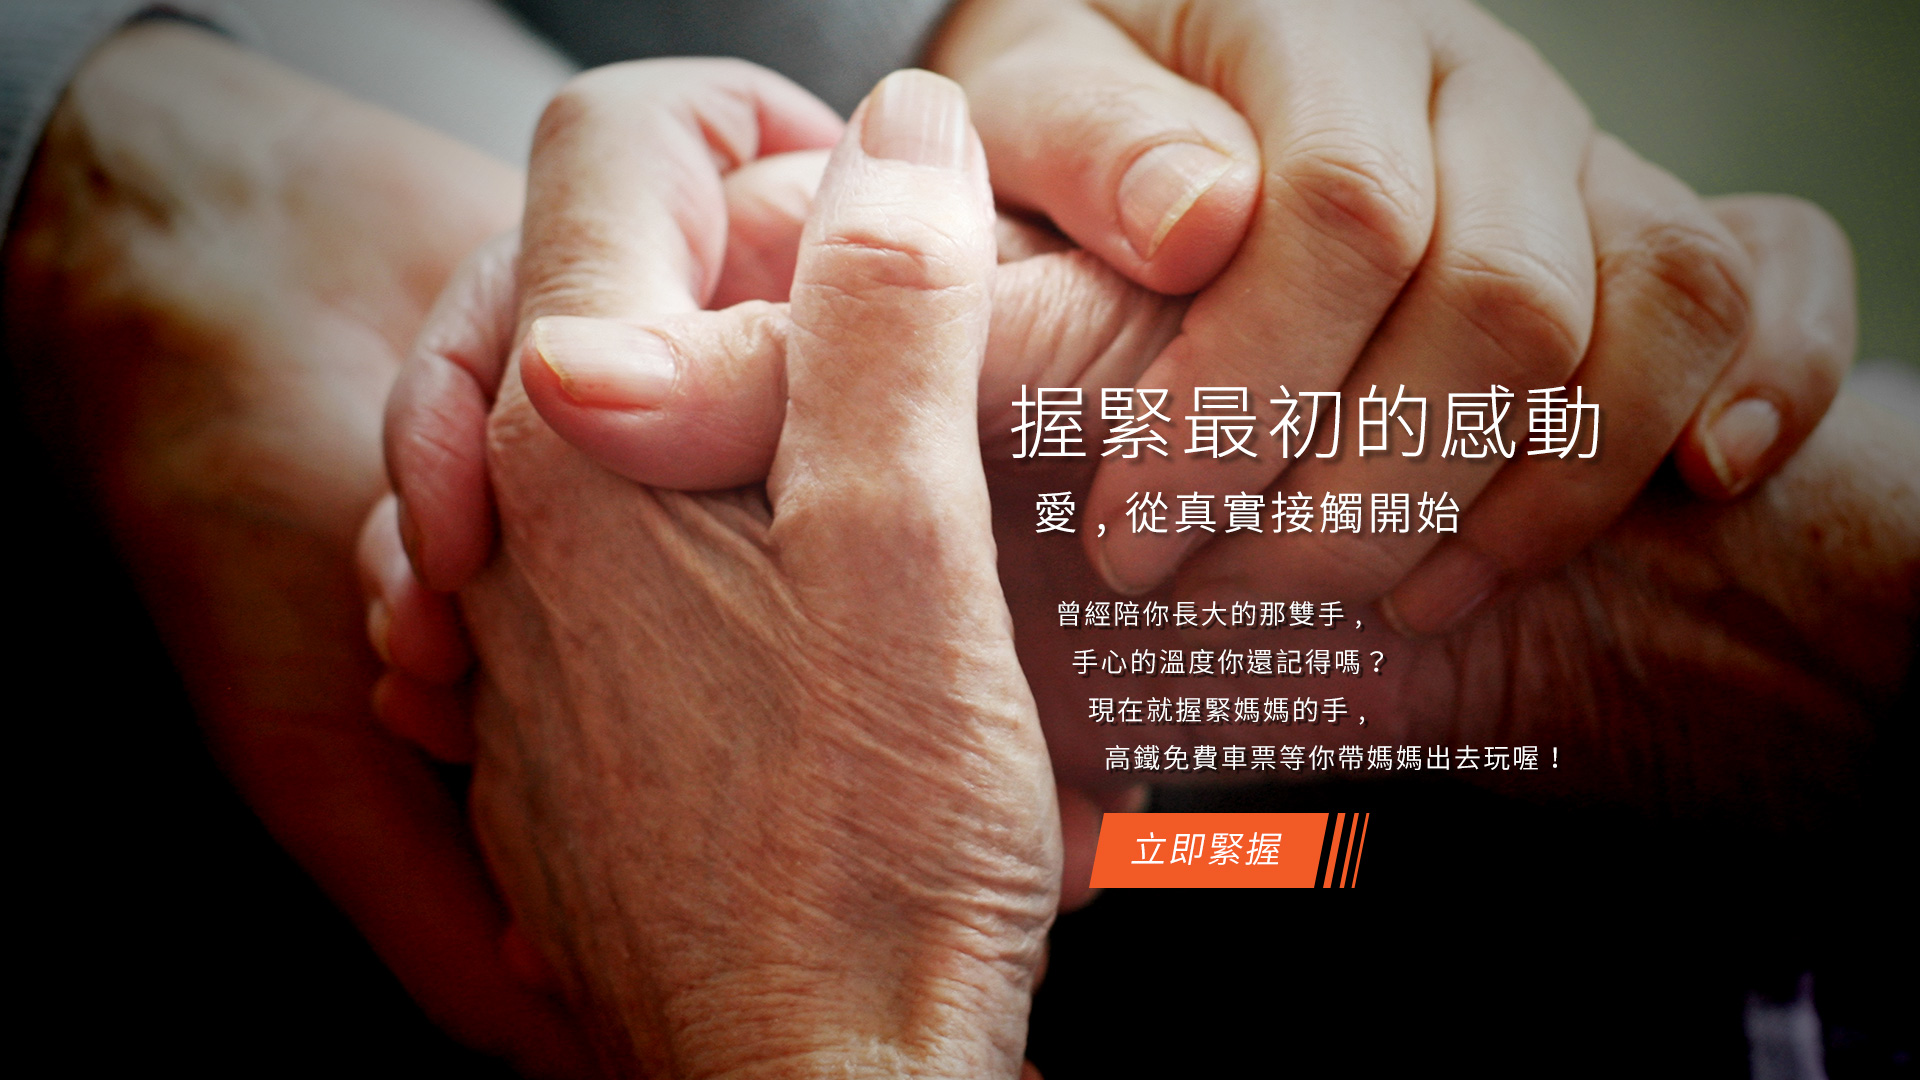 握緊最初的感動
愛，從真實接觸開始
曾經陪你長大的那雙手，
手心的溫度你還記得嗎？
現在就握緊媽媽的手，
高鐵免費車票等你帶媽媽出去玩喔！
立即緊握